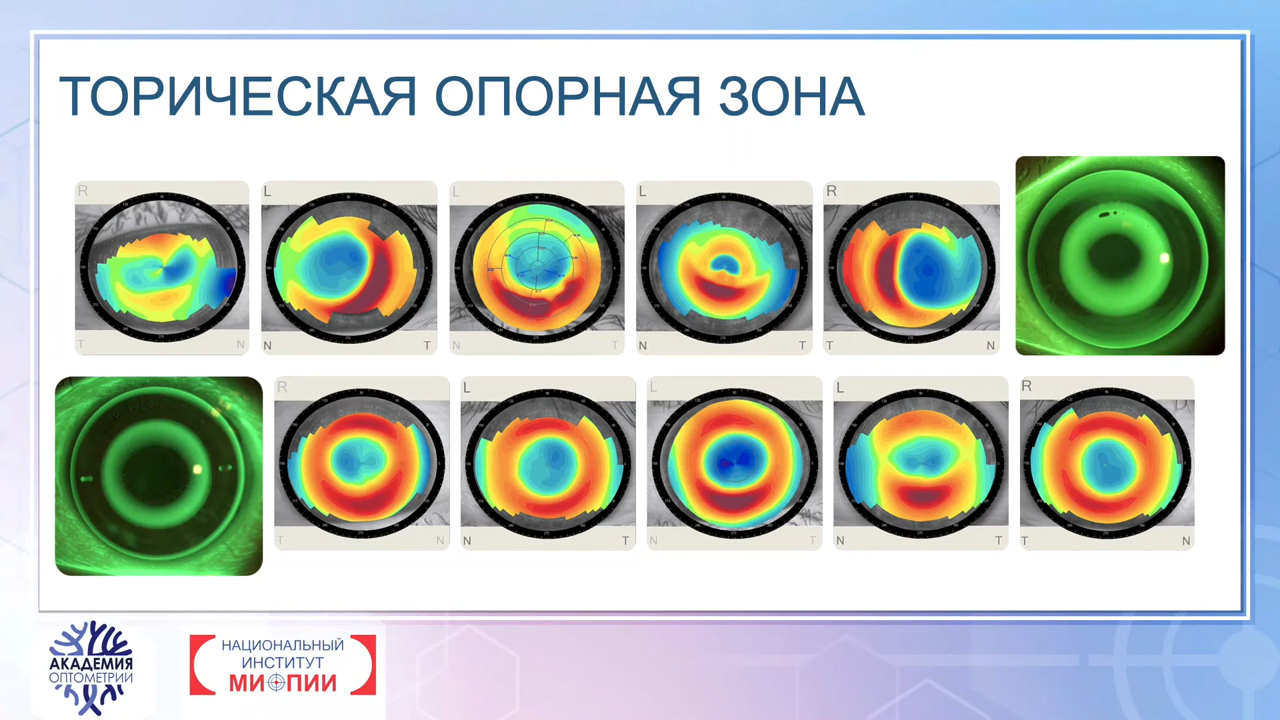 ТОРИЧЕСКАЯ ОПОРНАЯ ЗОНА
R
T N
L
N T
L
N T
L
N T
R
T N
R
T N
L
N T
L
N T
L
N T
R
T N
АКАДЕМИЯ
ОПТОМЕТРИИ
НАЦИОНАЛЬНЫЙ
ИНСТИТУТ
МИОПИИ